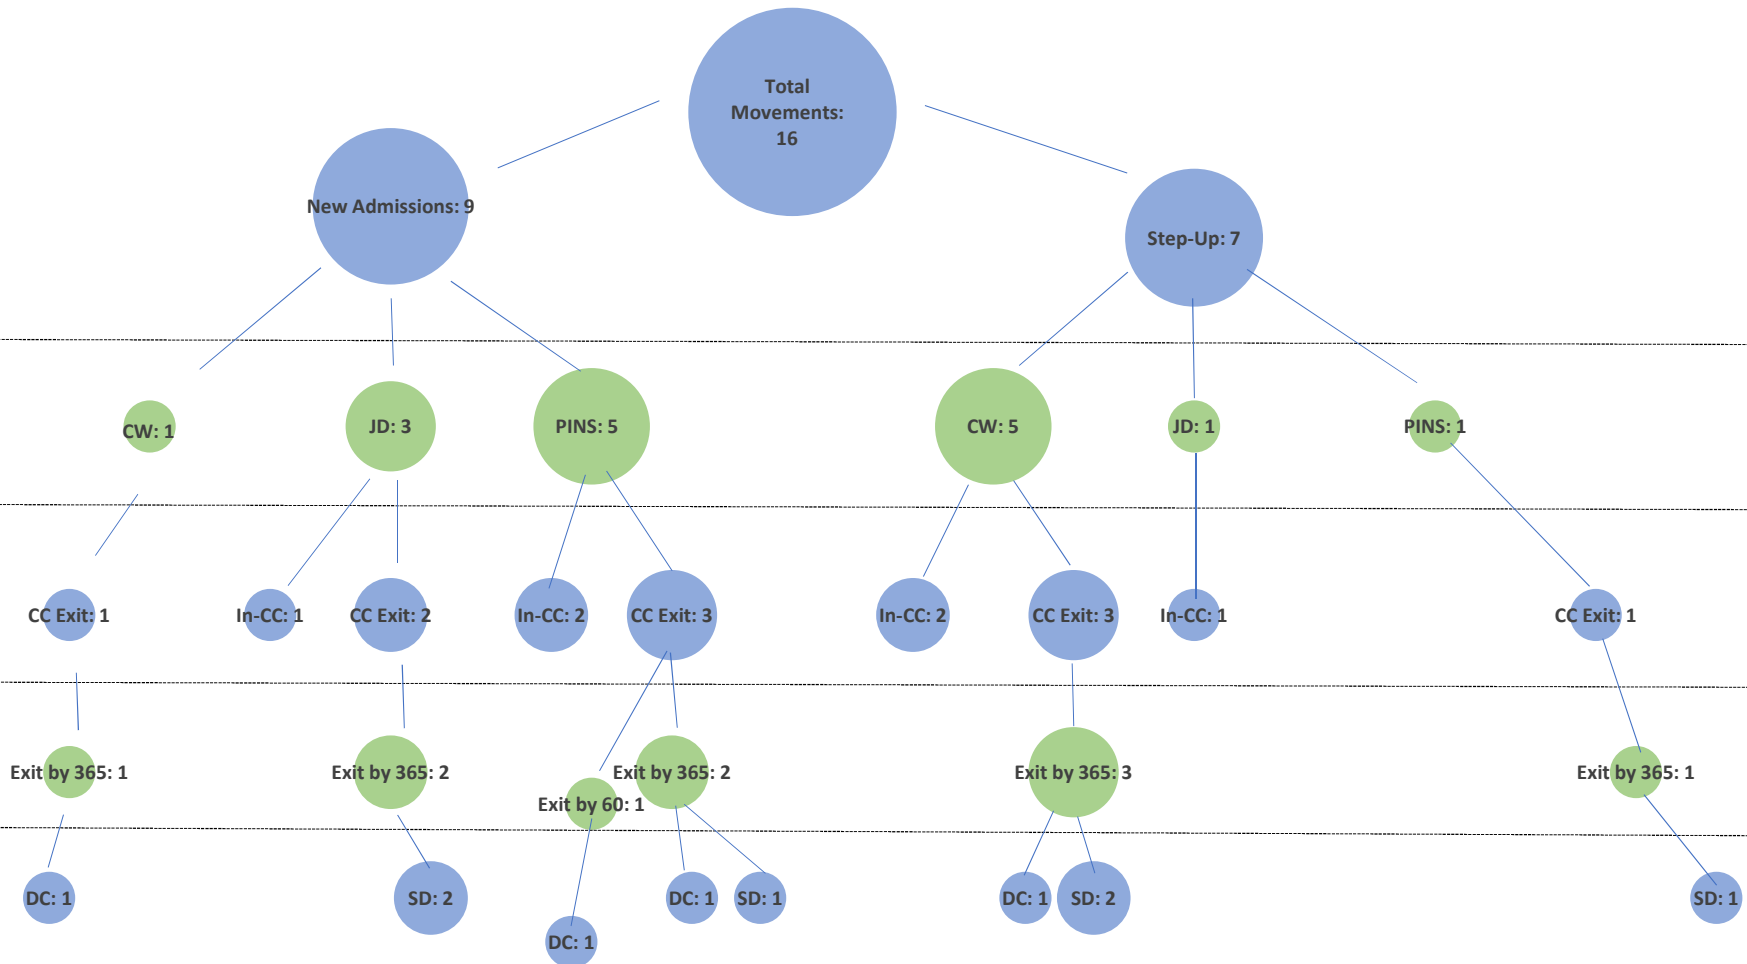 Total
Movements:
16
New Admissions: 9
Step-Up: 7
CW: 1
JD: 3
PINS: 5
CW: 5
JD: 1
PINS: 1
CC Exit: 1
In-CC: 1
CC Exit: 2
In-CC: 2
CC Exit: 3
In-CC: 2
CC Exit: 3
In-CC: 1
CC Exit: 1
Exit by 365: 1
Exit by 365: 2
Exit by 60: 1
Exit by 365: 2
Exit by 365: 3
Exit by 365: 1
DC: 1
SD: 2
DC: 1
DC: 1
SD: 1
DC: 1
SD: 2
SD: 1